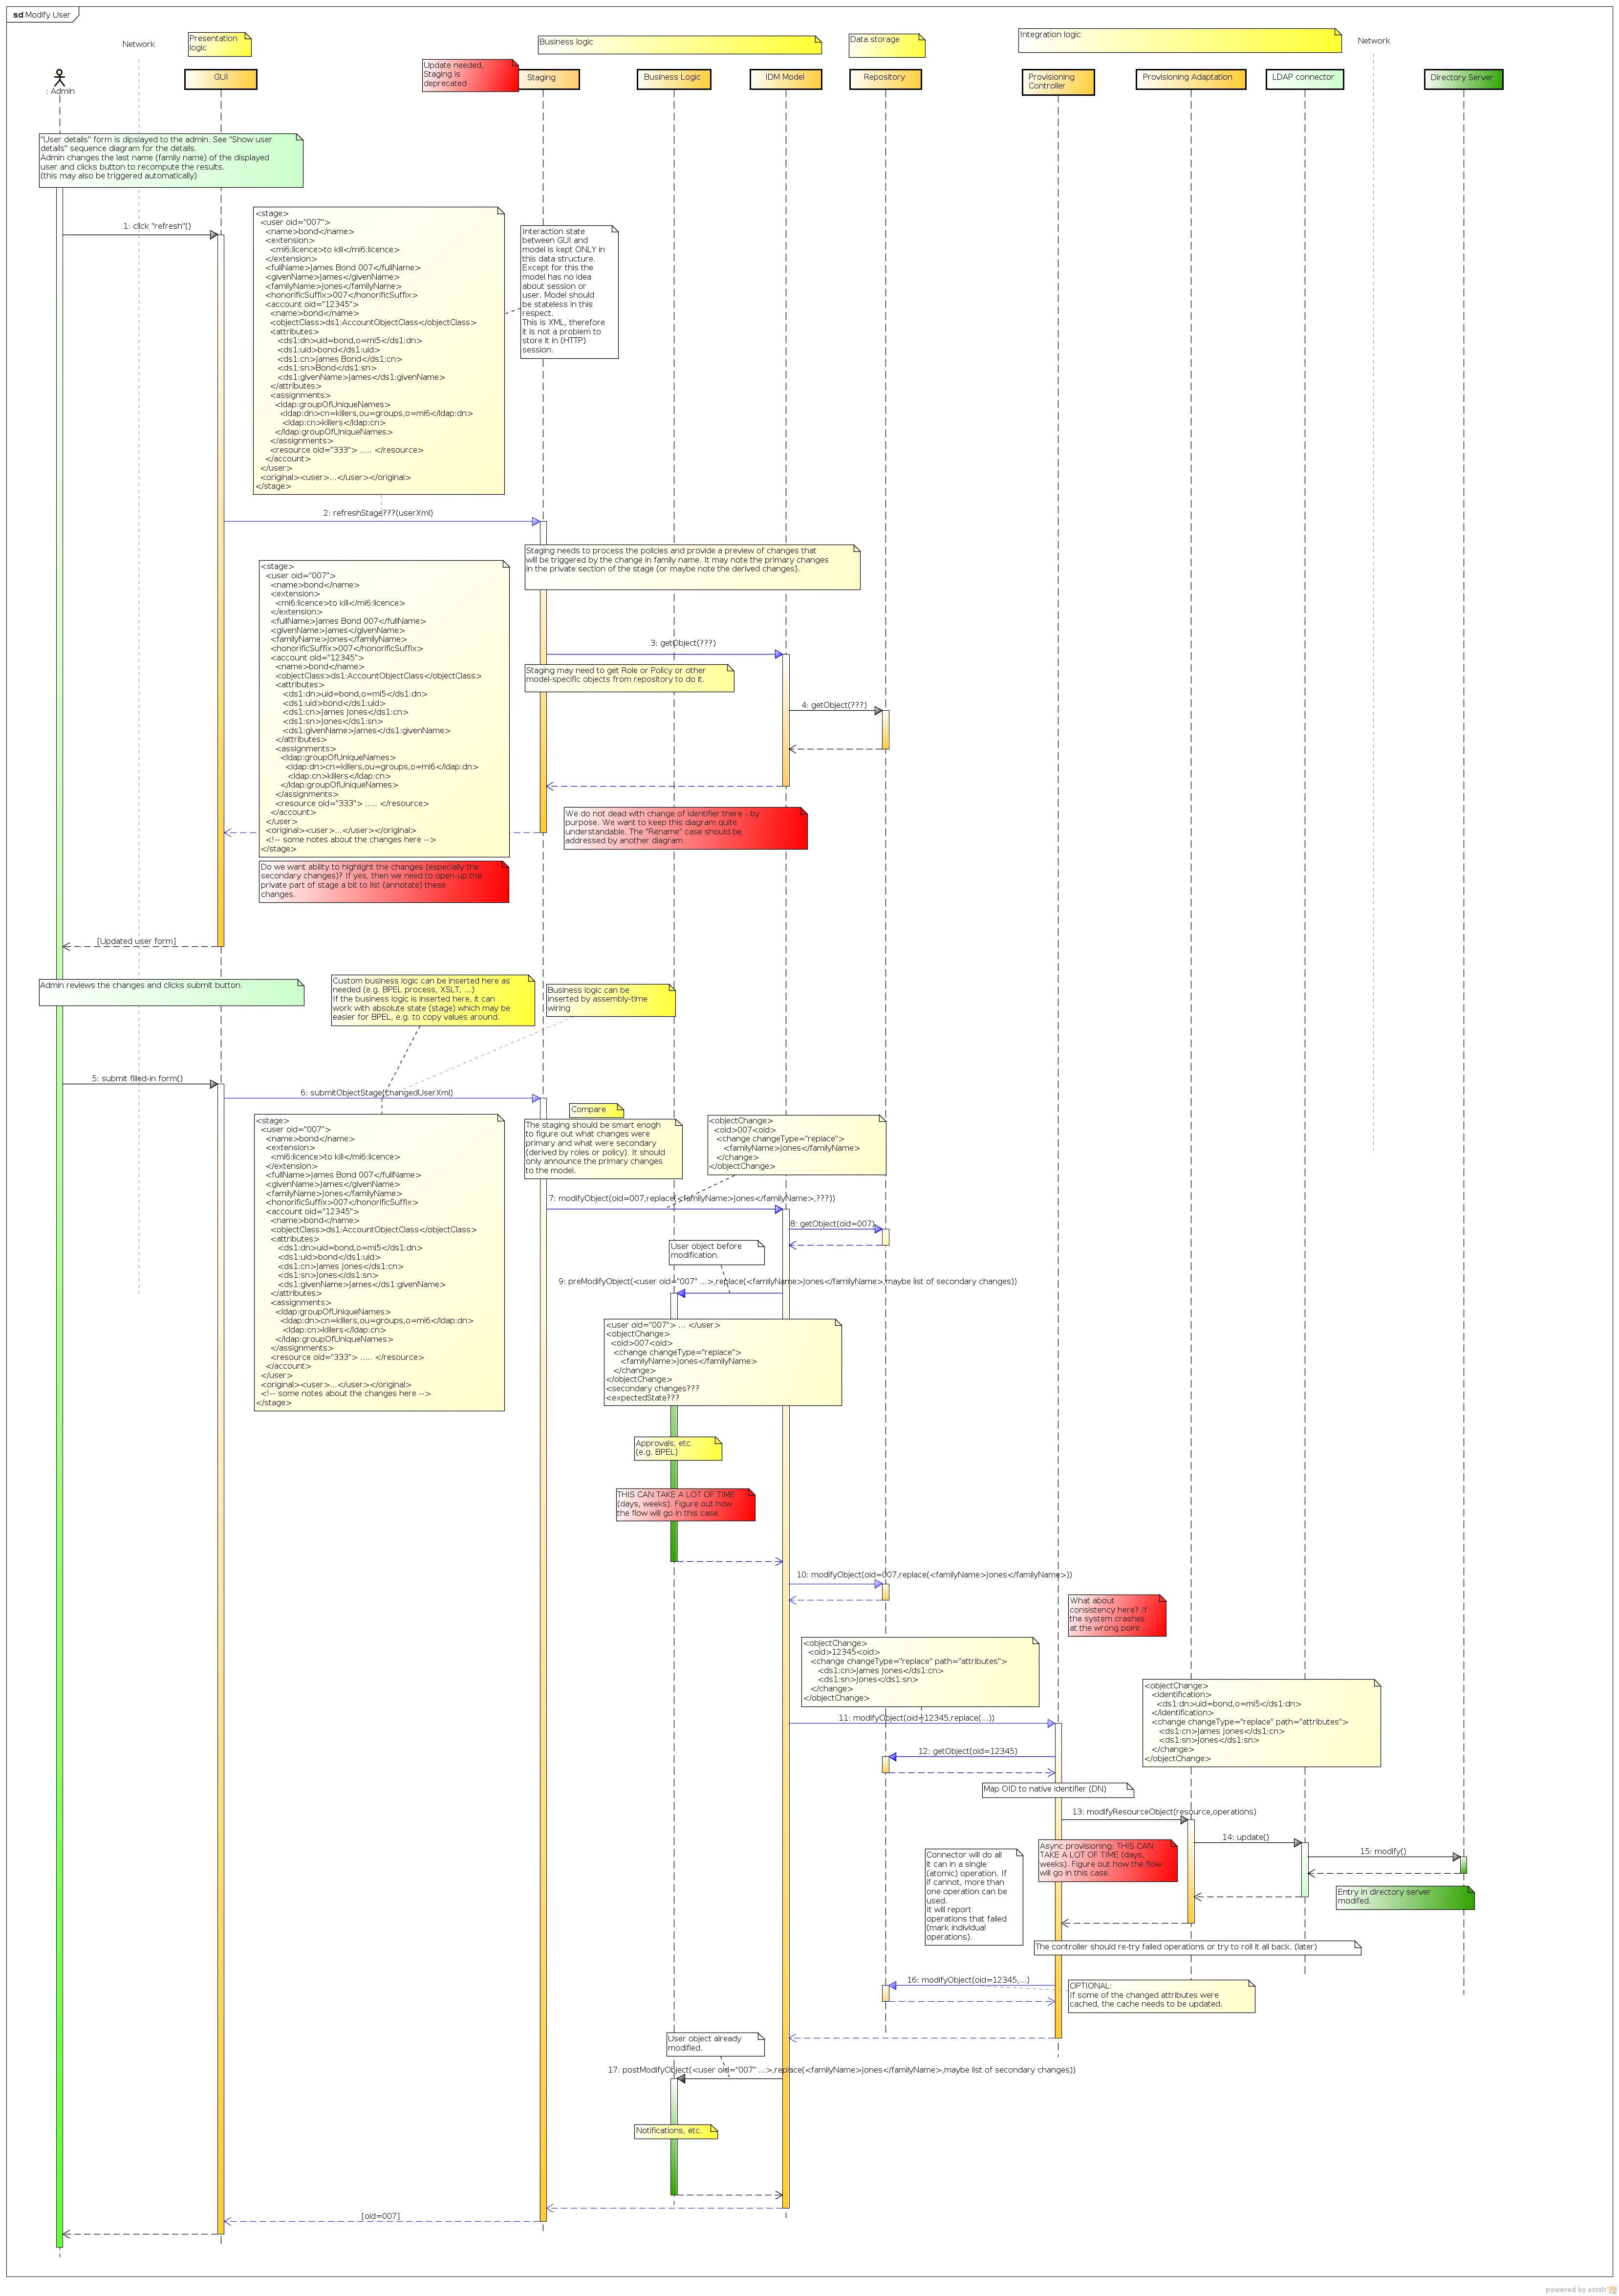 sd Modify User
Network
Presentation
logic
Business logic
Data storage
Integration logic
Network
Update needed,
Staging is
deprecated
: Admin
GUI
Staging
Business Logic
IDM Model
Repository
Provisioning
Controller
Provisioning Adaptation
LDAP connector
Directory Server
"User details" form is dipslayed to the admin. See "Show user
details" sequence diagram for the details.
Admin changes the last name (family name) of the displayed
user and clicks button to recompute the results.
(this may also be triggered automatically)
1: click "refresh"()
<stage>
<user oid="007">
<name>bond</name>
<extension>
<mi6:licence>to kill</mi6:licence>
</extension>
<fullName>James Bond 007</fullName>
<givenName>James</givenName>
<familyName>Jones</familyName>
<honorificSuffix>007</honorificSuffix>
<account oid="12345">
<name>bond</name>
<objectClass>ds1:AccountObjectClass</objectClass>
<attributes>
<ds1:dn>uid=bond,o=mi5</ds1:dn>
<ds1:uid>bond</ds1:uid>
<ds1:cn>James Bond</ds1:cn>
<ds1:sn>Bond</ds1:sn>
<ds1:givenName>James</ds1:givenName>
</attributes>
<assignments>
<ldap:groupOfUniqueNames>
<ldap:dn>cn=killers,ou=groups,o=mi6</ldap:dn>
<ldap:cn>killers</ldap:cn>
</ldap:groupOfUniqueNames>
</assignments>
<resource oid="333"> ..... </resource>
</account>
</user>
<original><user>...</user></original>
</stage>
Interaction state
between GUI and
model is kept ONLY in
this data structure.
Except for this the
model has no idea
about session or
user. Model should
be stateless in this
respect.
This is XML, therefore
it is not a problem to
store it in (HTTP)
session.
2: refreshStage???(userXml)
Staging needs to process the policies and provide a preview of changes that
will be triggered by the change in family name. It may note the primary changes
in the private section of the stage (or maybe note the derived changes).
<stage>
<user oid="007">
<name>bond</name>
<extension>
<mi6:licence>to kill</mi6:licence>
</extension>
<fullName>James Bond 007</fullName>
<givenName>James</givenName>
<familyName>Jones</familyName>
<honorificSuffix>007</honorificSuffix>
<account oid="12345">
<name>bond</name>
<objectClass>ds1:AccountObjectClass</objectClass>
<attributes>
<ds1:dn>uid=bond,o=mi5</ds1:dn>
<ds1:uid>bond</ds1:uid>
<ds1:cn>James Jones</ds1:cn>
<ds1:sn>Jones</ds1:sn>
<ds1:givenName>James</ds1:givenName>
</attributes>
<assignments>
<ldap:groupOfUniqueNames>
<ldap:dn>cn=killers,ou=groups,o=mi6</ldap:dn>
<ldap:cn>killers</ldap:cn>
</ldap:groupOfUniqueNames>
</assignments>
<resource oid="333"> ..... </resource>
</account>
</user>
<original><user>...</user></original>
<!-- some notes about the changes here -->
</stage>
3: getObject(???)
Staging may need to get Role or Policy or other
model-specific objects from repository to do it.
4: getObject(???)
We do not dead with change of identifier there - by
purpose. We want to keep this diagram quite
understandable. The "Rename" case should be
addressed by another diagram.
Do we want ability to highlight the changes (especially the
secondary changes)? If yes, then we need to open-up the
private part of stage a bit to list (annotate) these
changes.
[Updated user form]
Admin reviews the changes and clicks submit button.
Custom business logic can be inserted here as
needed (e.g. BPEL process, XSLT, ...)
If the business logic is inserted here, it can
work with absolute state (stage) which may be
easier for BPEL, e.g. to copy values around.
Business logic can be
inserted by assembly-time
wiring
5: submit filled-in form()
6: submitObjectStage(changedUserXml)
<stage>
<user oid="007">
<name>bond</name>
<extension>
<mi6:licence>to kill</mi6:licence>
</extension>
<fullName>James Bond 007</fullName>
<givenName>James</givenName>
<familyName>Jones</familyName>
<honorificSuffix>007</honorificSuffix>
<account oid="12345">
<name>bond</name>
<objectClass>ds1:AccountObjectClass</objectClass>
<attributes>
<ds1:dn>uid=bond,o=mi5</ds1:dn>
<ds1:uid>bond</ds1:uid>
<ds1:cn>James Jones</ds1:cn>
<ds1:sn>Jones</ds1:sn>
<ds1:givenName>James</ds1:givenName>
</attributes>
<assignments>
<ldap:groupOfUniqueNames>
<ldap:dn>cn=killers,ou=groups,o=mi6</ldap:dn>
<ldap:cn>killers</ldap:cn>
</ldap:groupOfUniqueNames>
</assignments>
<resource oid="333"> ..... </resource>
</account>
</user>
<original><user>...</user></original>
<!-- some notes about the changes here -->
</stage>
Compare
The staging should be smart enogh
to figure out what changes were
primary and what were secondary
(derived by roles or policy). It should
only announce the primary changes
to the model.
<objectChange>
<oid>007<oid>
<change changeType="replace">
<familyName>Jones</familyName>
</change>
</objectChange>
7: modifyObject(oid=007,replace(<familyName>Jones</familyName>,???))
8: getObject(oid=007)
User object before
modification.
9: preModifyObject(<user oid="007" ...>,replace(<familyName>Jones</familyName>,maybe list of secondary changes))
<user oid="007"> ... </user>
<objectChange>
<oid>007<oid>
<change changeType="replace">
<familyName>Jones</familyName>
</change>
</objectChange>
<secondary changes???
<expectedState???
Approvals, etc.
(e.g. BPEL)
THIS CAN TAKE A LOT OF TIME
(days, weeks). Figure out how
the flow will go in this case.
10: modifyObject(oid=007,replace(<familyName>Jones</familyName>))
What about
consistency here? If
the system crashes
at the wrong point ....
<objectChange>
<oid>12345<oid>
<change changeType="replace" path="attributes">
<ds1:cn>James Jones</ds1:cn>
<ds1:sn>Jones</ds1:sn>
</change>
</objectChange>
<objectChange>
<identification>
<ds1:dn>uid=bond,o=mi5</ds1:dn>
</identification>
<change changeType="replace" path="attributes">
<ds1:cn>James Jones</ds1:cn>
<ds1:sn>Jones</ds1:sn>
</change>
</objectChange>
11: modifyObject(oid=12345,replace(...))
12: getObject(oid=12345)
Map OID to native identifier (DN)
13: modifyResourceObject(resource,operations)
14: update()
15: modify()
Async provisioning: THIS CAN
TAKE A LOT OF TIME (days,
weeks). Figure out how the flow
will go in this case.
Connector will do all
it can in a single
(atomic) operation. If
if cannot, more than
one operation can be
used.
It will report
operations that failed
(mark individual
operations).
Entry in directory server
modifed.
The controller should re-try failed operations or try to roll it all back. (later)
16: modifyObject(oid=12345,...)
OPTIONAL:
If some of the changed attributes were
cached, the cache needs to be updated.
User object already
modified.
17: postModifyObject(<user oid="007" ...>,replace(<familyName>Jones</familyName>,maybe list of secondary changes))
Notifications, etc.
[oid=007]
powered by astah*